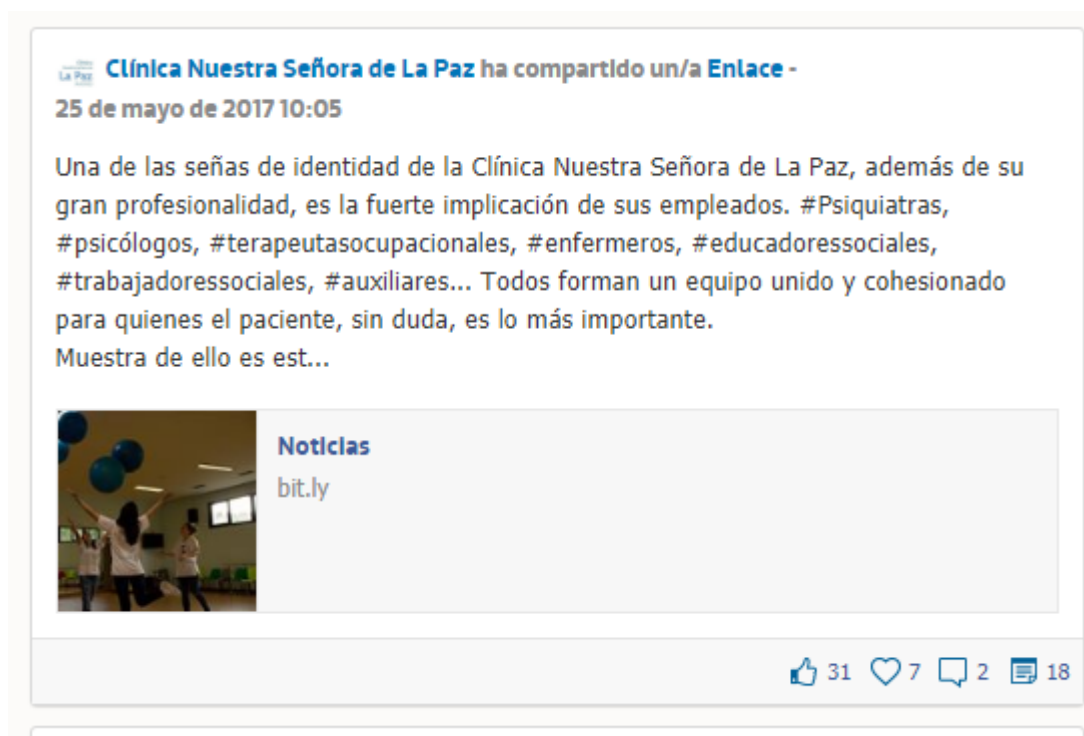 La Paz
Clínica Nuestra Señora de La Paz ha compartido un/a Enlace -
25 de mayo de 2017 10:05
Una de las señas de identidad de la Clínica Nuestra Señora de La Paz, además de su
gran profesionalidad, es la fuerte implicación de sus empleados. #Psiquiatras,
#psicólogos, #terapeutasocupacionales, #enfermeros, #educadoressociales,
#trabajadoressociales, #auxiliares... Todos forman un equipo unido y cohesionado
para quienes el paciente, sin duda, es lo más importante.
Muestra de ello es est...
Noticias
bit.ly
31 7 2 18